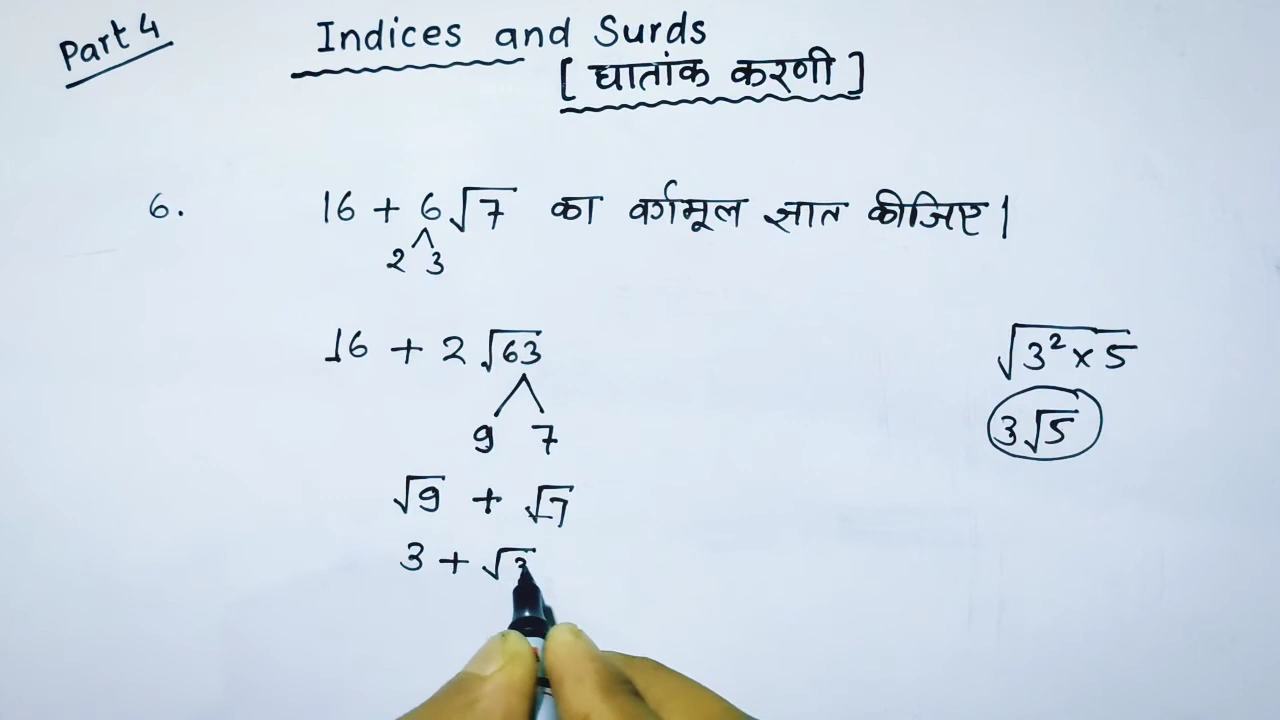 Part 4
Indices and Surds
[ घातांक करणी ]
6. 16 + 6√7 का वर्गमूल ज्ञात कीजिए।
2 3
16 + 2 √63
9 7
√9 + √7
3 + √
√3² × 5
3√5